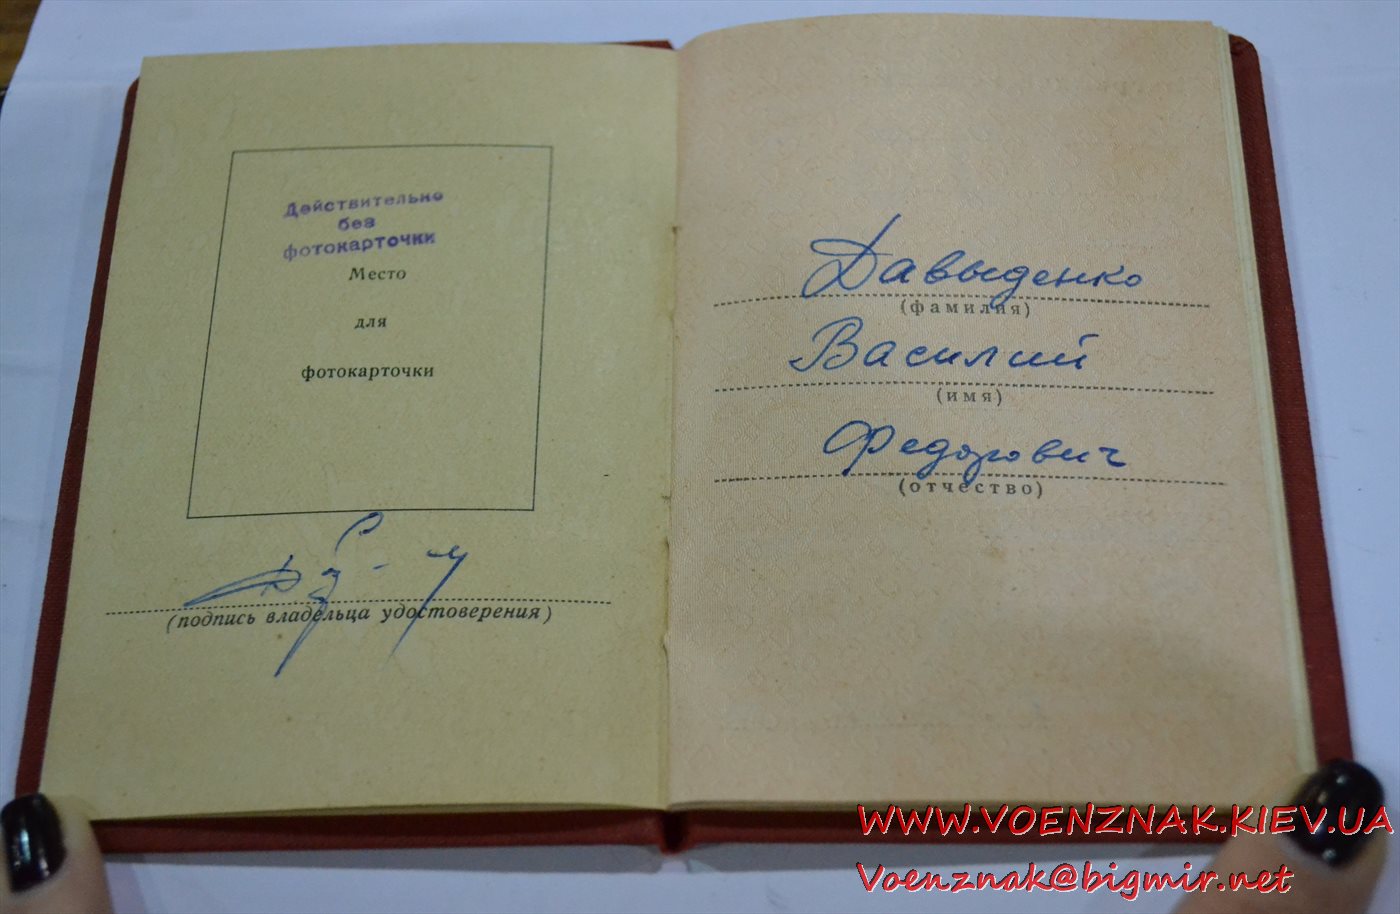 Действительно
без
фотокарточки
Место
для
фотокарточки
(подпись владельца удостоверения)
Давыденко
(фамилия)
Василий
(имя)
Федорович
(отчество)
WWW.VOENZNAK.KIEV.UA
Voenznak@bigmir.net